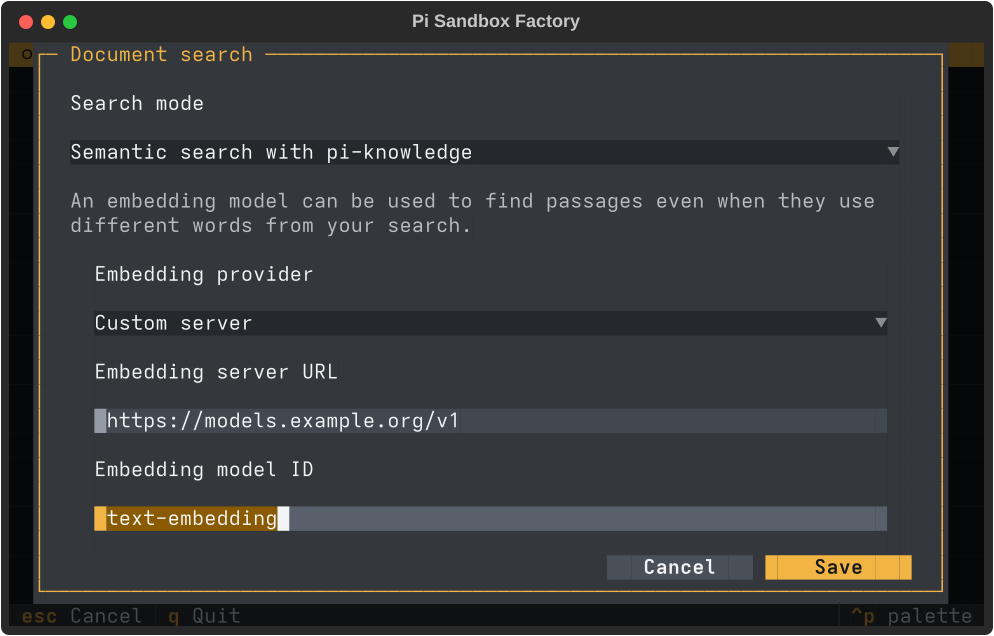 Pi Sandbox Factory
Document search
Search mode
Semantic search with pi-knowledge ▼
An embedding model can be used to find passages even when they use
different words from your search.
Embedding provider
Custom server ▼
Embedding server URL
https://models.example.org/v1
Embedding model ID
text-embedding
Cancel Save
esc Cancel q Quit ^p palette